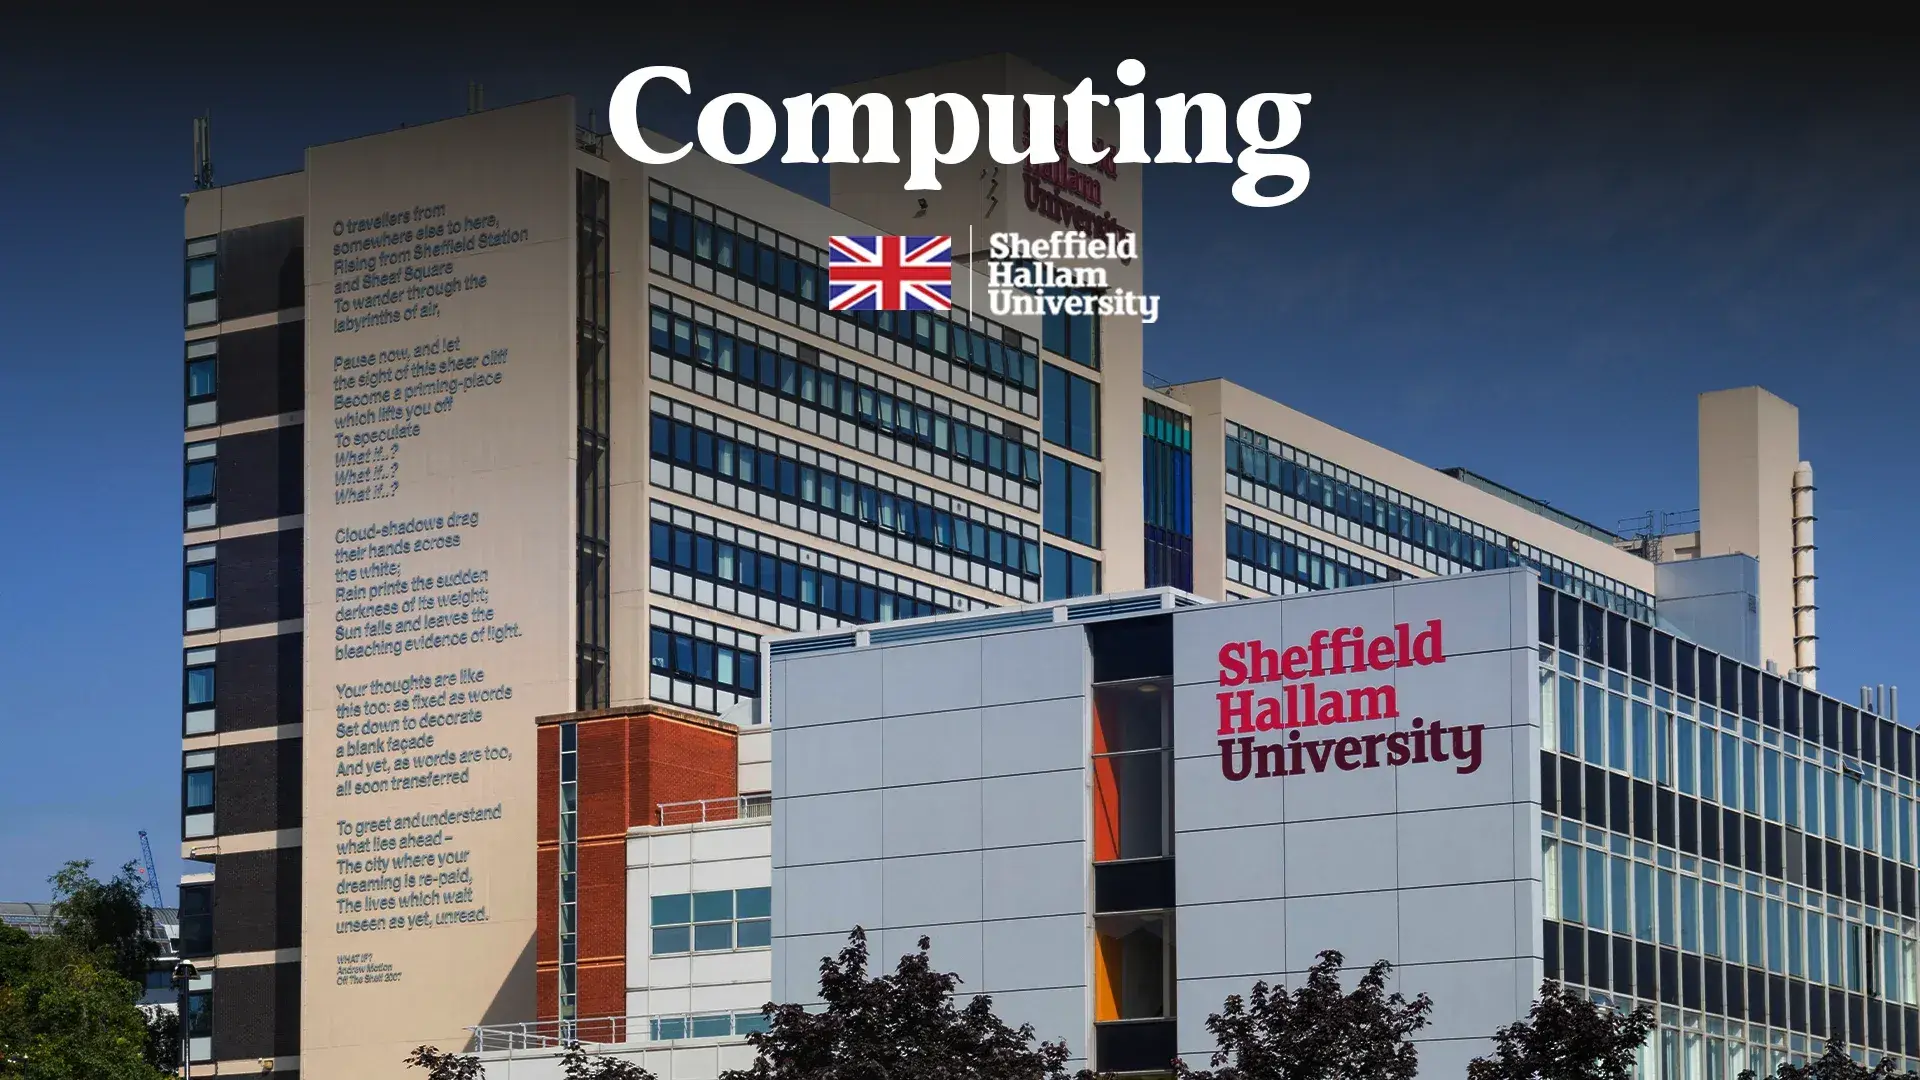 Computing
Sheffield
Hallam
University
Sheffield
Hallam
University
O travellers from
somewhere else to here,
Rising from Sheffield Station
and Sheaf Square
To wander through the
labyrinths of air,
Pause now, and let
the sight of this sheer cliff
Become a priming-place
which lifts you off
To speculate
What if..?
What if..?
What if..?
Cloud-shadows drag
their hands across
the white;
Rain prints the sudden
darkness of its weight;
Sun falls and leaves the
bleaching evidence of light.
Your thoughts are like
this too: as fixed as words
Set down to decorate
a blank façade
And yet, as words are too,
all soon transferred
To greet and understand
what lies ahead –
The city where your
dreaming is re-paid,
The lives which wait
unseen as yet, unread.
WHAT IF?
Andrew Motion
Off The Shelf 2007
Sheffield
Hallam
University